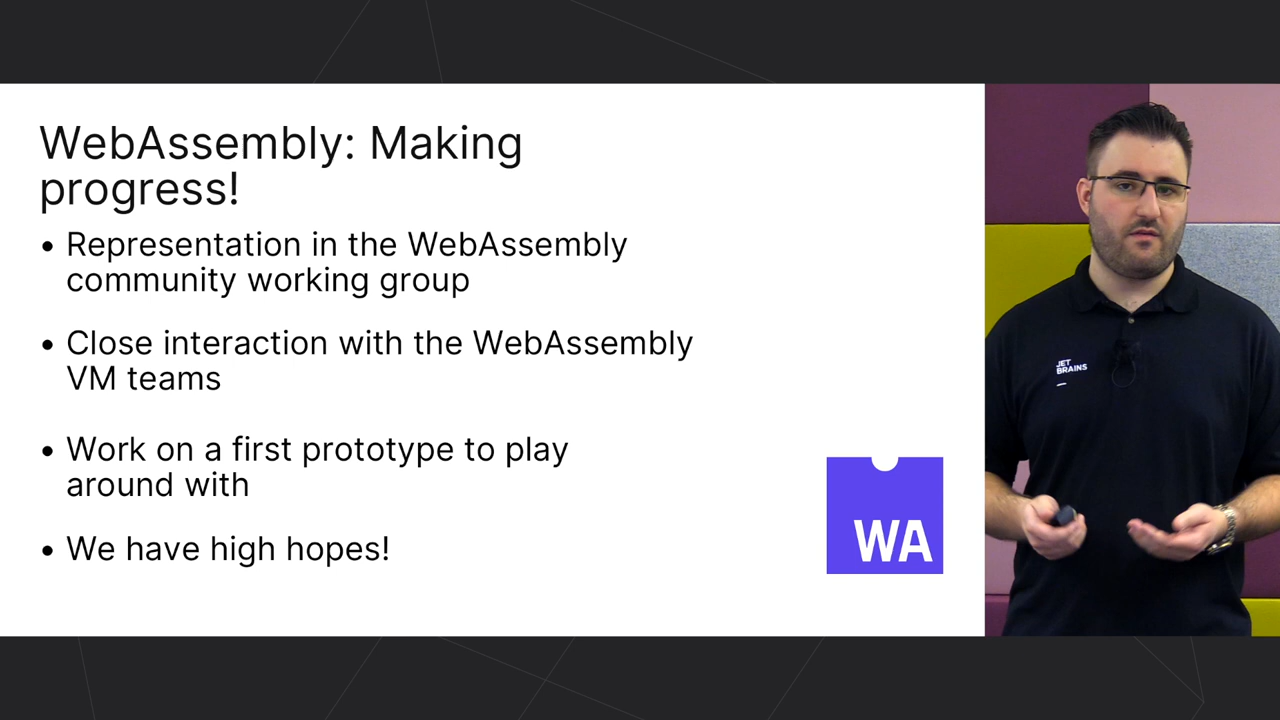 WebAssembly: Making
progress!
• Representation in the WebAssembly
community working group
• Close interaction with the WebAssembly
VM teams
• Work on a first prototype to play
around with
• We have high hopes!
WA
JET
BRAINS